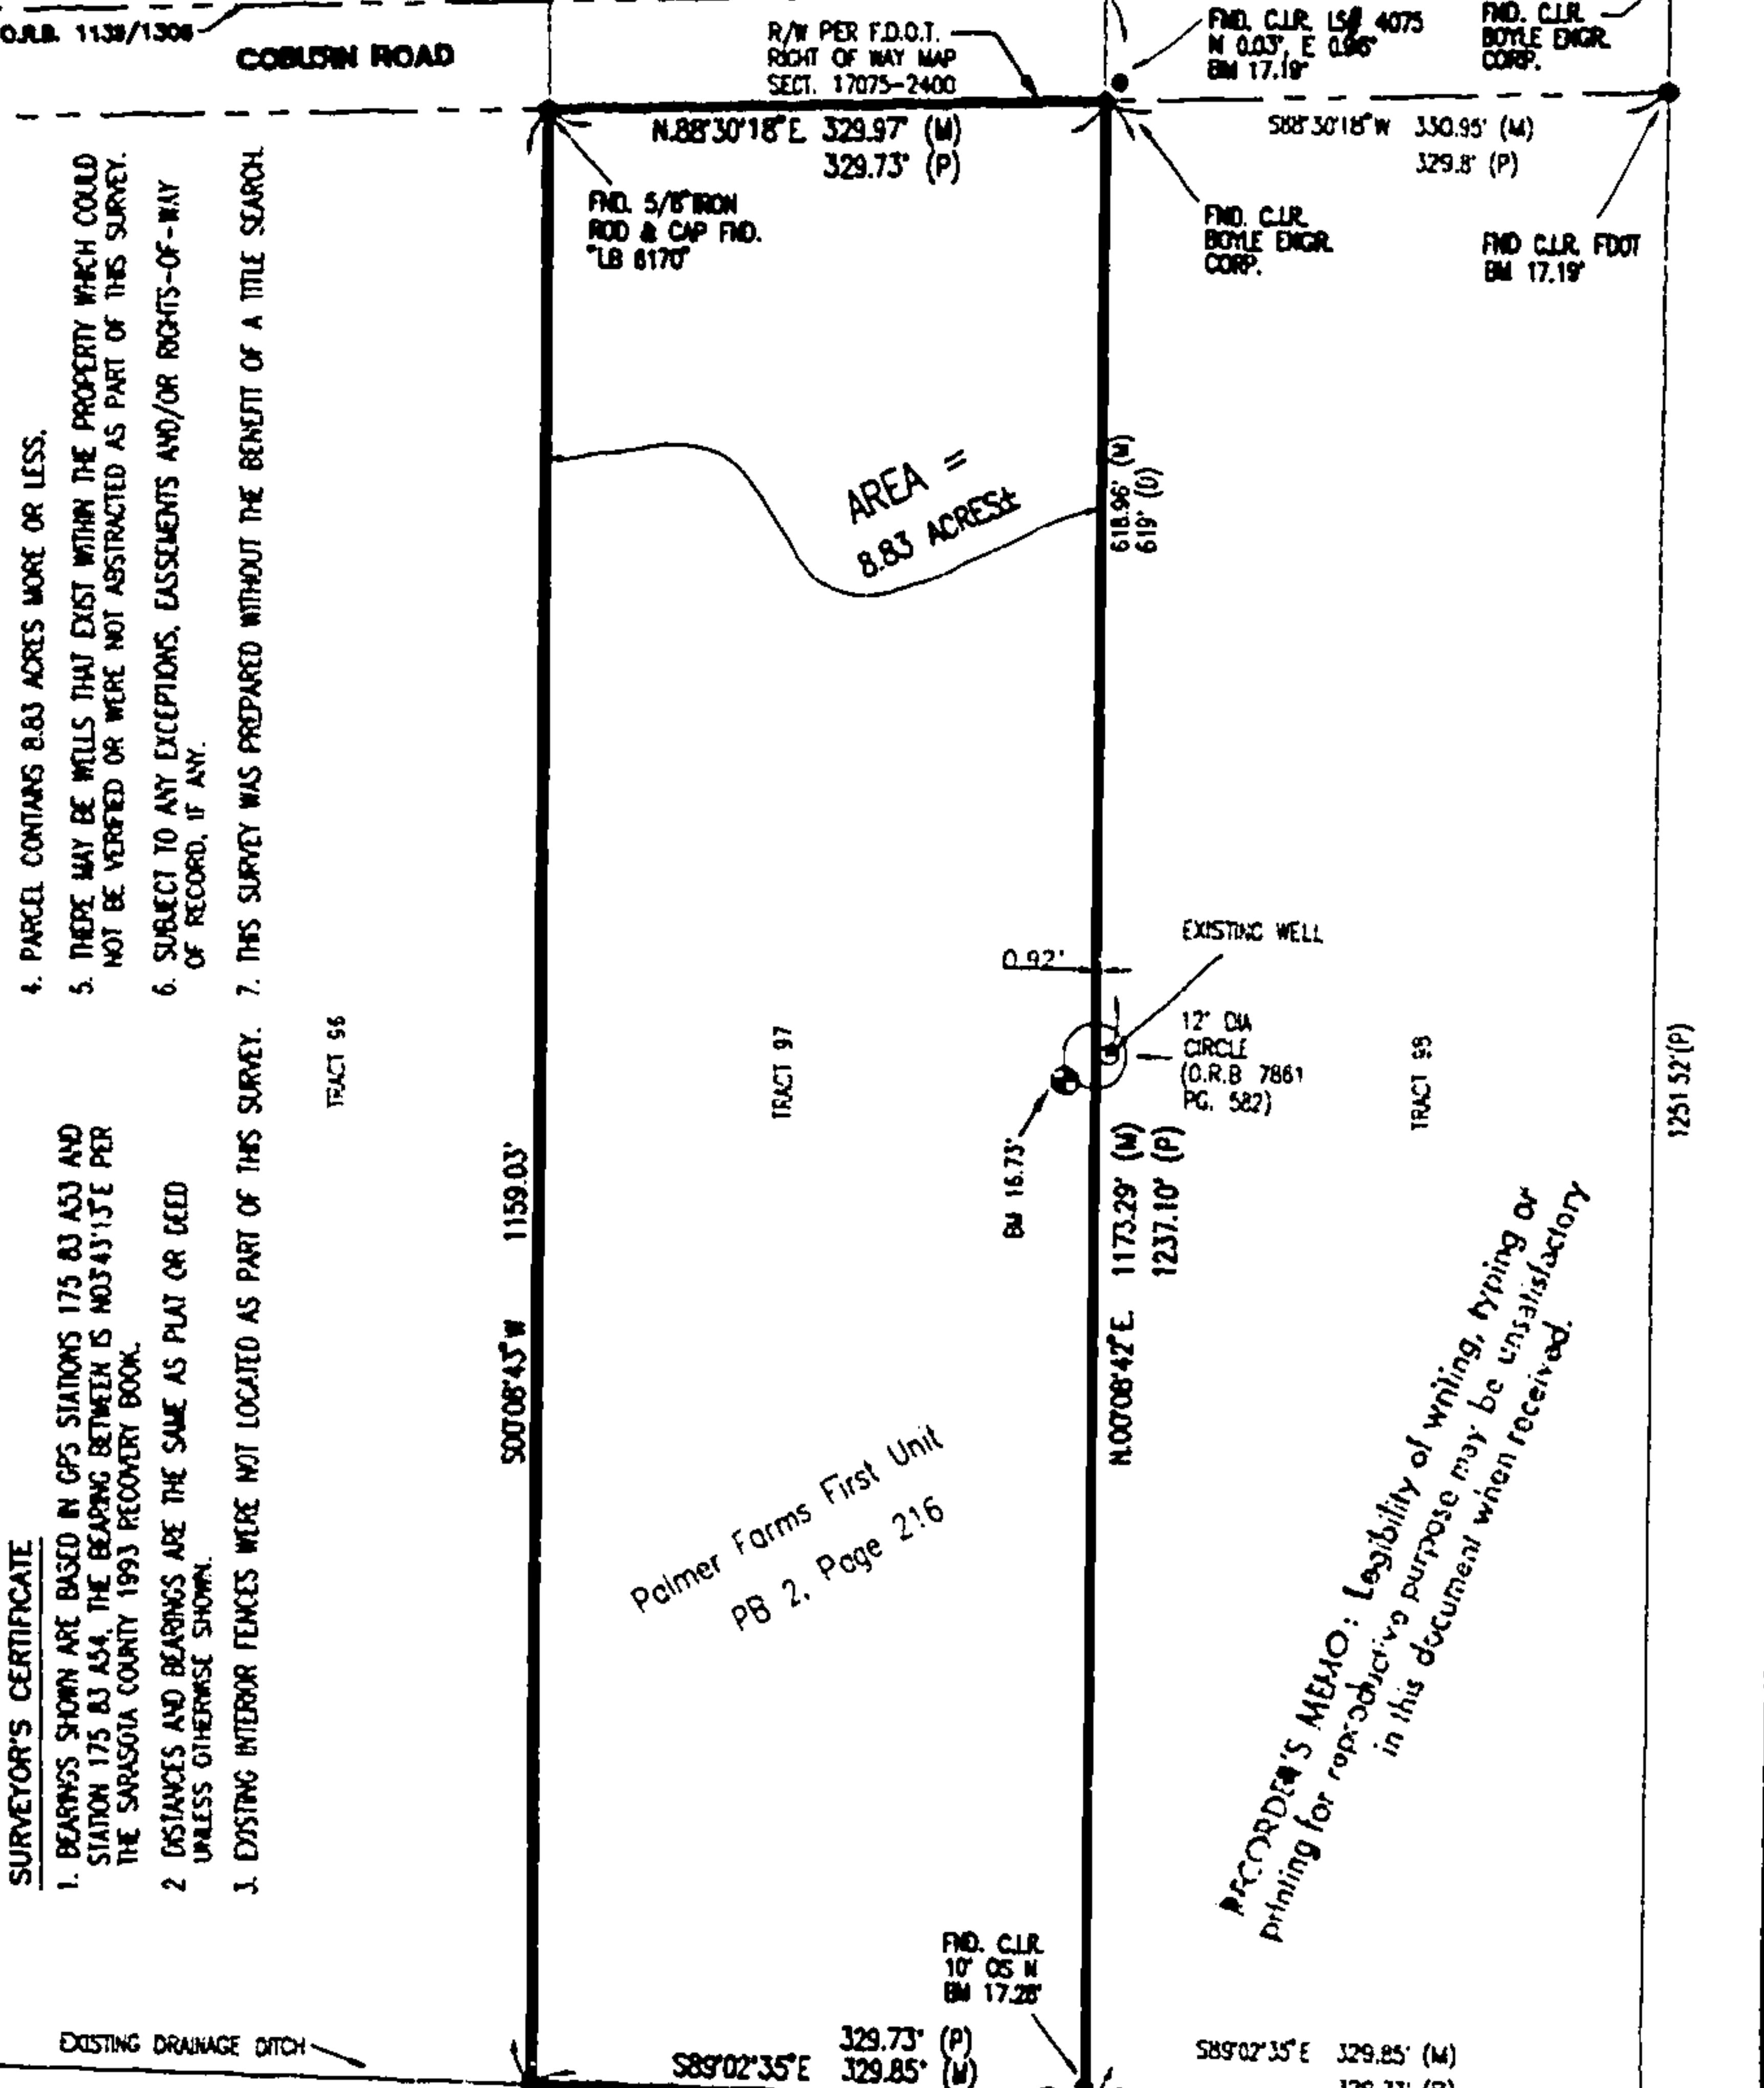 O.R.B. 1138/1306
COBURN ROAD
R/W PER F.D.O.T.
RIGHT OF WAY MAP
SECT. 17075-2400
FND. C.I.R. LS# 4075
N 0.03', E 0.96'
BM 17.19'
FND. C.I.R.
BOYLE ENGR.
CORP.
N.88°30'18"E. 329.97' (M)
329.73' (P)
S88°30'18"W 330.95' (M)
329.8' (P)
FND. 5/8" IRON
ROD & CAP FND.
"LB 6170"
FND. C.I.R.
BOYLE ENGR.
CORP.
FND C.I.R. FDOT
BM 17.19'
AREA =
8.83 ACRES±
618.96' (M)
619' (D)
4. PARCEL CONTAINS 8.83 ACRES MORE OR LESS.
5. THERE MAY BE WELLS THAT EXIST WITHIN THE PROPERTY WHICH COULD
NOT BE VERIFIED OR WERE NOT ABSTRACTED AS PART OF THIS SURVEY.
6. SUBJECT TO ANY EXCEPTIONS, EASSEMENTS AND/OR RIGHTS-OF-WAY
OF RECORD, IF ANY.
7. THIS SURVEY WAS PREPARED WITHOUT THE BENEFIT OF A TITLE SEARCH.
EXISTING WELL
0.92'
12' DIA
CIRCLE
(O.R.B 7861
PG. 582)
BM 16.73'
TRACT 96
TRACT 97
TRACT 98
1251.52'(P)
S00°08'43"W 1159.03'
N.00°08'42"E. 1173.29' (M)
1237.10' (P)
Palmer Farms First Unit
PB 2, Page 216
RECORDER'S MEMO: Legibility of writing, typing or
printing for reproductive purpose may be unsatisfactory
in this document when received.
SURVEYOR'S CERTIFICATE
1. BEARINGS SHOWN ARE BASED IN GPS STATIONS 175 83 A53 AND
STATION 175 83 A54, THE BEARING BETWEEN IS N03°43'13"E PER
THE SARASOTA COUNTY 1993 RECOVERY BOOK.
2 DISTANCES AND BEARINGS ARE THE SAME AS PLAT OR DEED
UNLESS OTHERWISE SHOWN.
3. EXISTING INTERIOR FENCES WERE NOT LOCATED AS PART OF THIS SURVEY.
FND. C.I.R.
10' OS N
BM 17.28'
EXISTING DRAINAGE DITCH
329.73' (P)
S89°02'35"E 329.85' (M)
S89°02'35"E 329.85' (M)